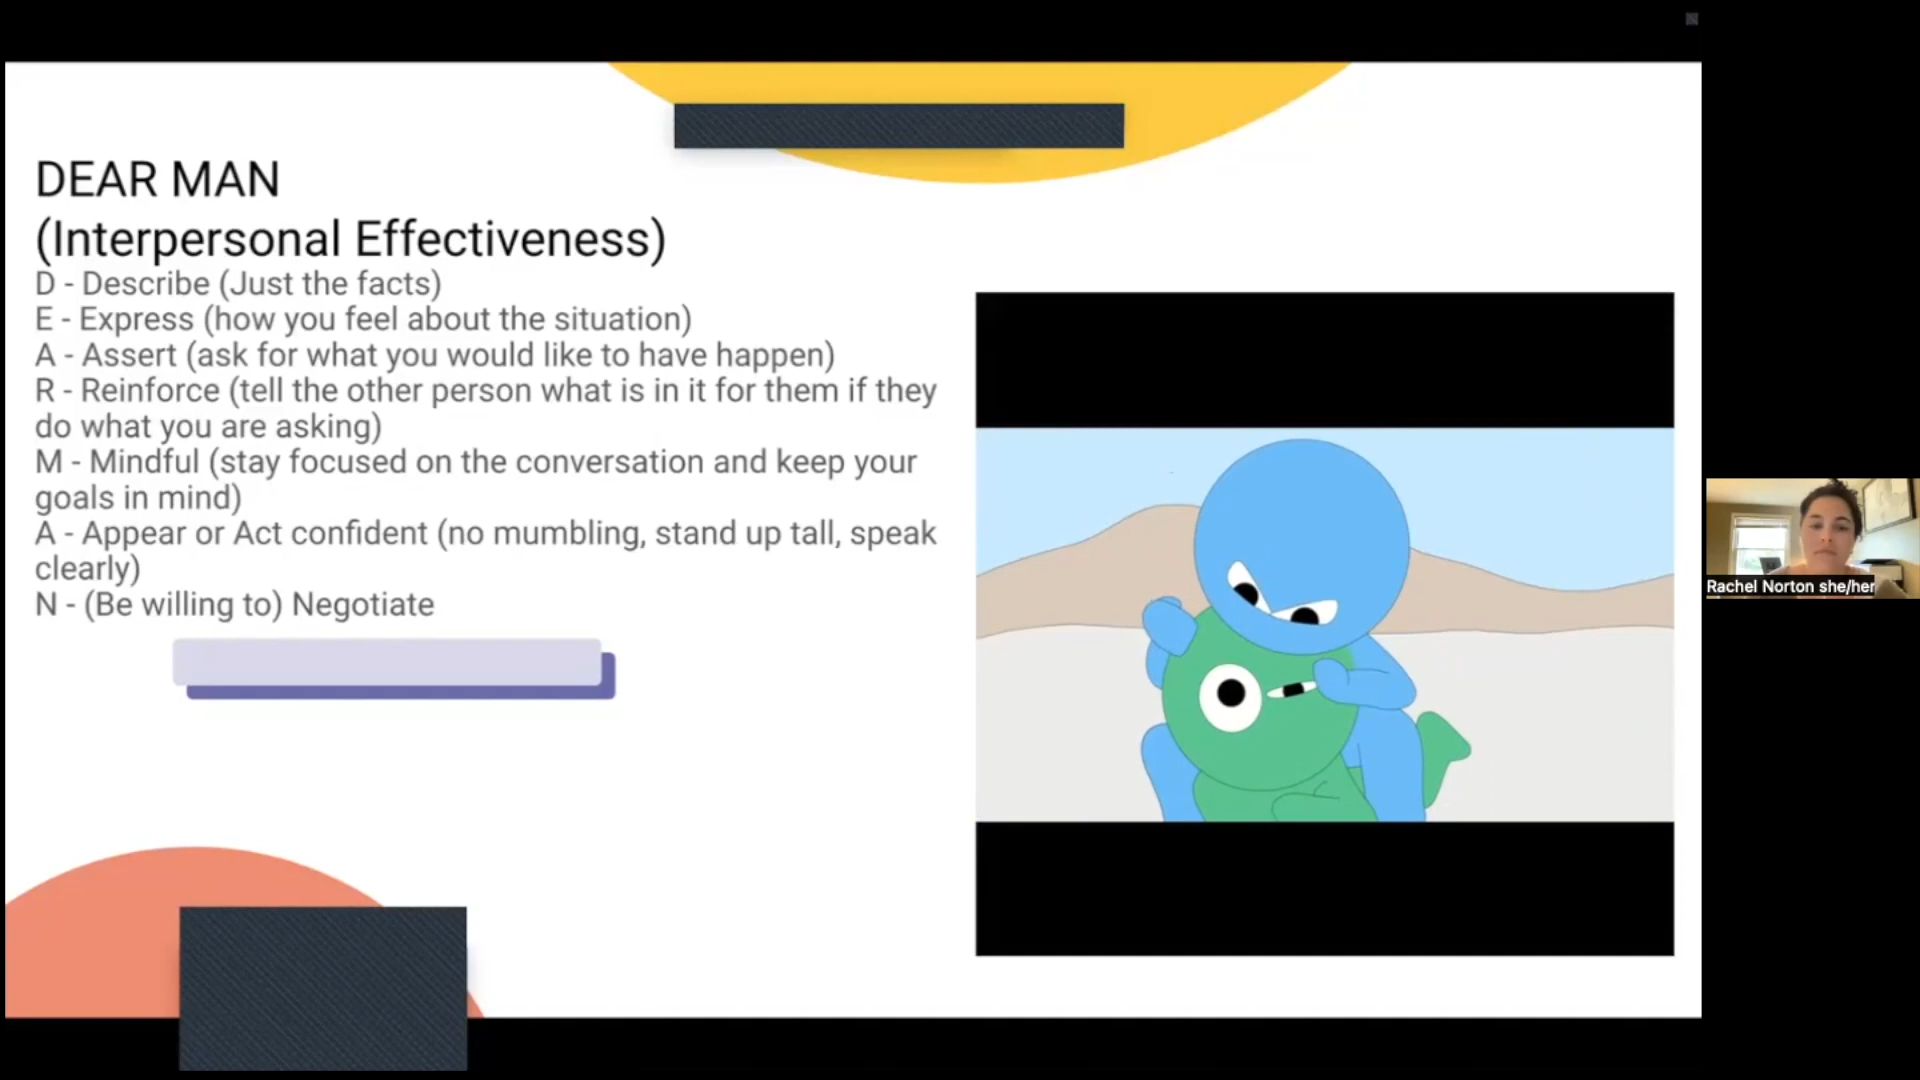 DEAR MAN
(Interpersonal Effectiveness)
D - Describe (Just the facts)
E - Express (how you feel about the situation)
A - Assert (ask for what you would like to have happen)
R - Reinforce (tell the other person what is in it for them if they
do what you are asking)
M - Mindful (stay focused on the conversation and keep your
goals in mind)
A - Appear or Act confident (no mumbling, stand up tall, speak
clearly)
N - (Be willing to) Negotiate
Rachel Norton she/her